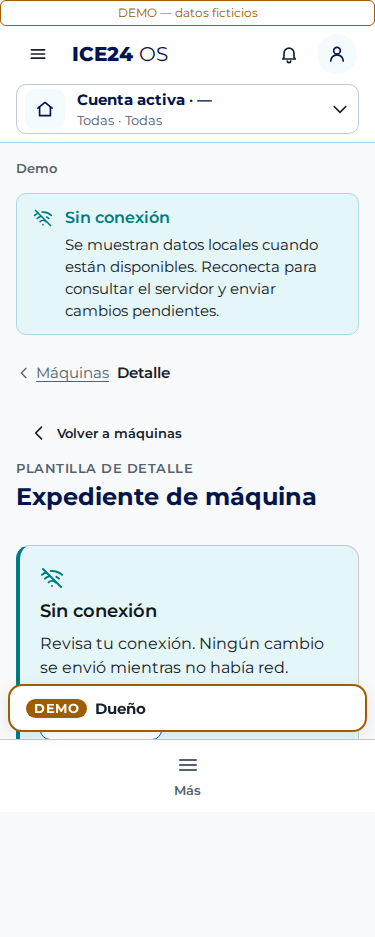 DEMO — datos ficticios
ICE24 OS
Cuenta activa · —
Todas · Todas
Demo
Sin conexión
Se muestran datos locales cuando
están disponibles. Reconecta para
consultar el servidor y enviar
cambios pendientes.
Máquinas Detalle
Volver a máquinas
PLANTILLA DE DETALLE
Expediente de máquina
Sin conexión
Revisa tu conexión. Ningún cambio
se envió mientras no había red.
DEMO Dueño
Más